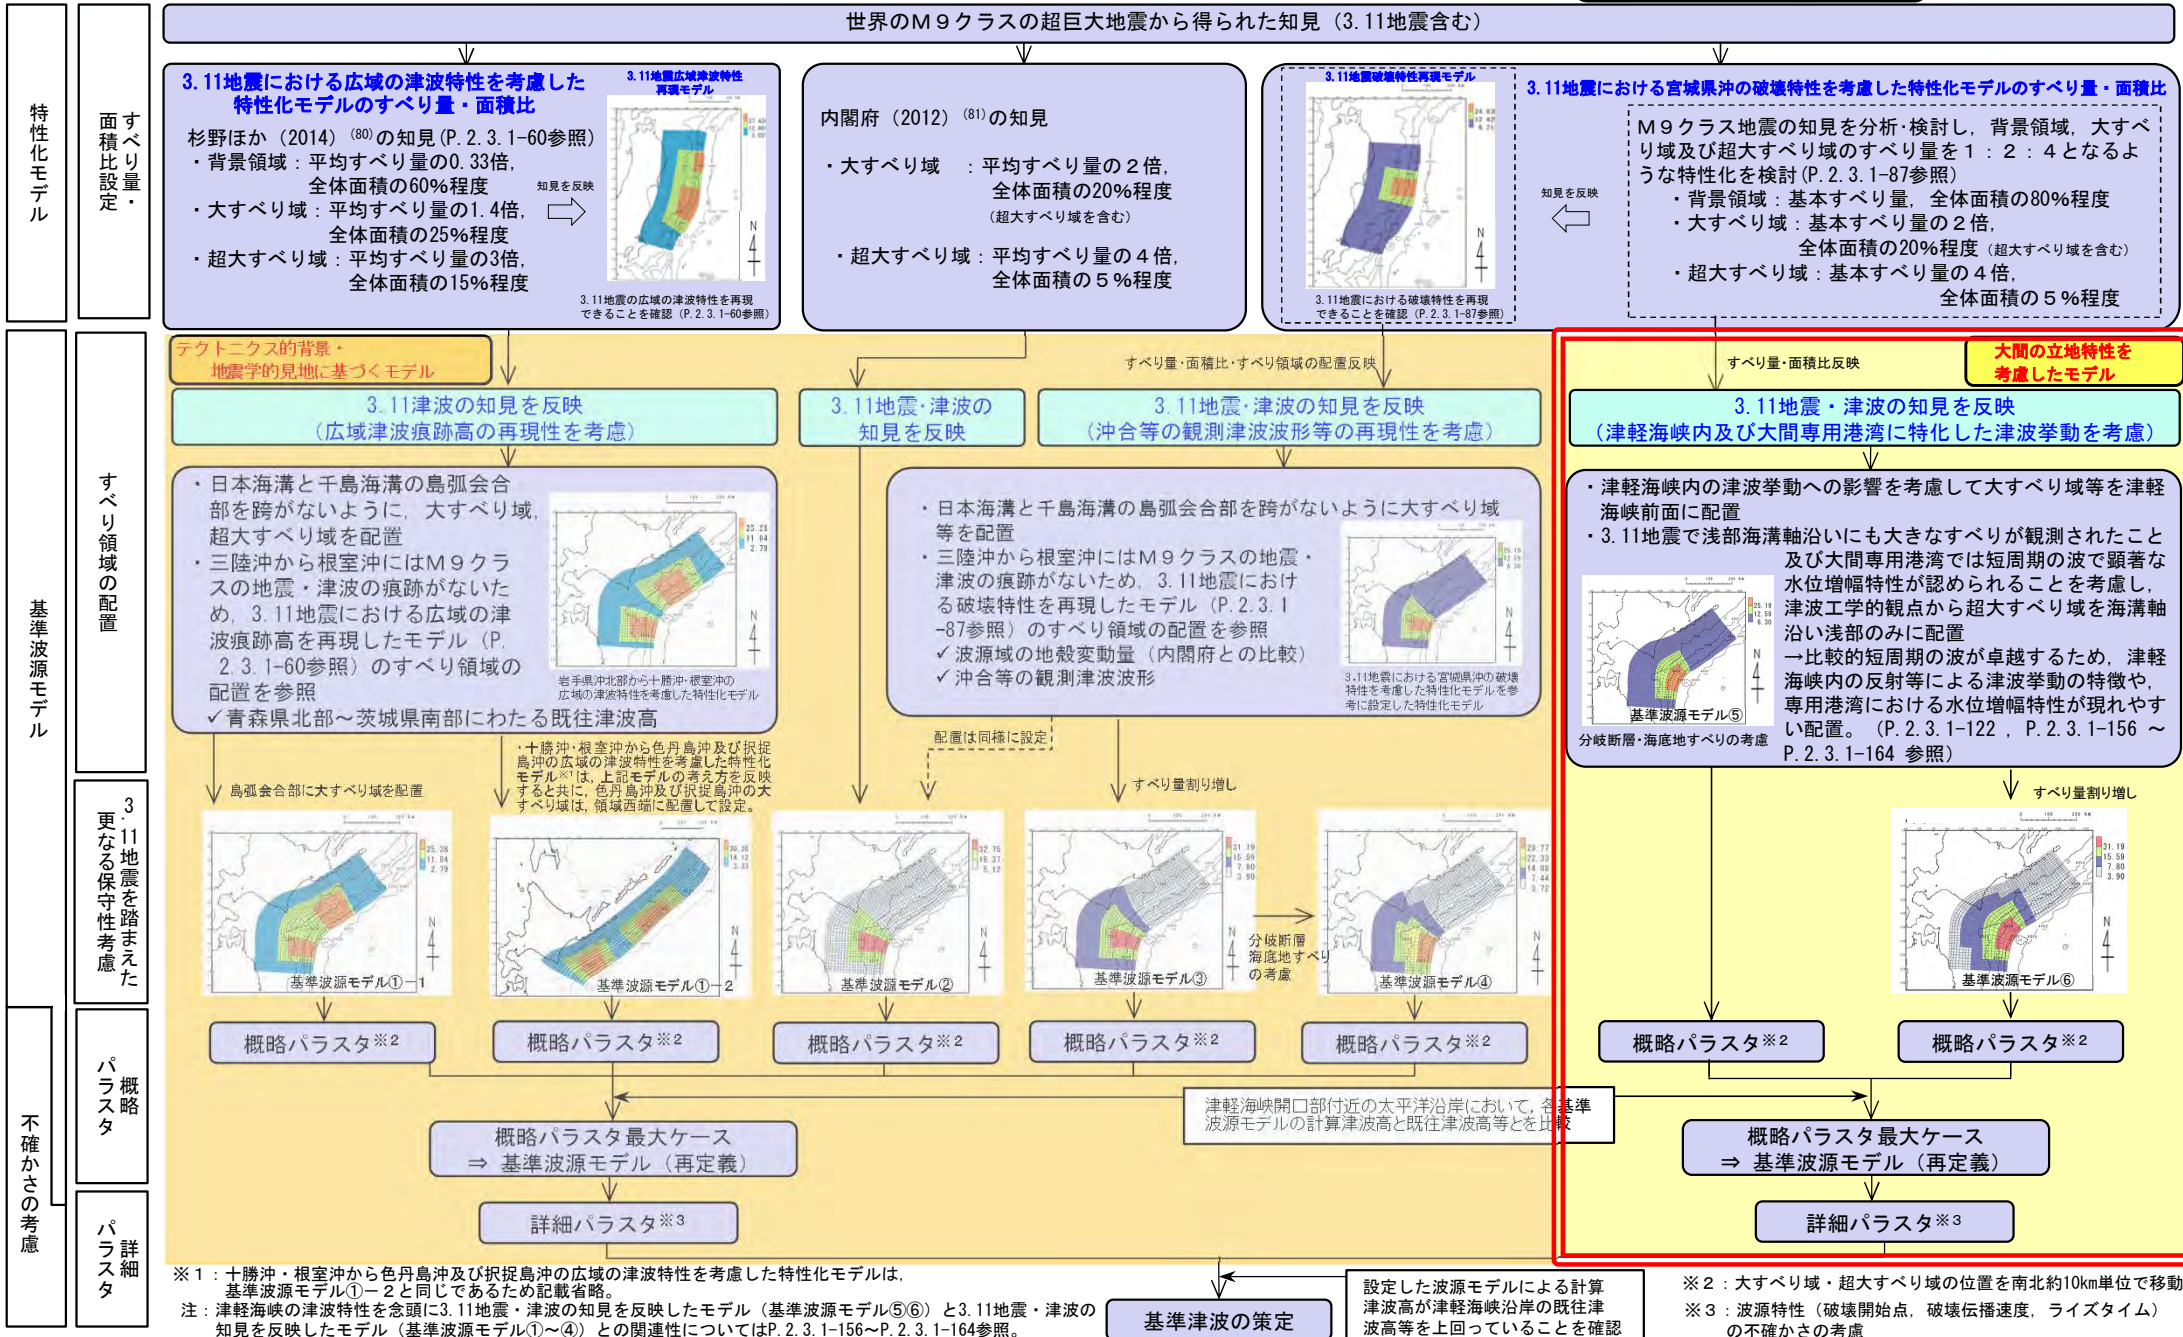 世界のM9クラスの超巨大地震から得られた知見（3.11地震含む）
特性化モデル
すべり量・
面積比設定
3.11地震における広域の津波特性を考慮した
特性化モデルのすべり量・面積比
杉野ほか（2014）(80)の知見(P.2.3.1-60参照)
・背景領域：平均すべり量の0.33倍，
全体面積の60%程度
・大すべり域：平均すべり量の1.4倍，
全体面積の25%程度
・超大すべり域：平均すべり量の3倍，
全体面積の15%程度
知見を反映
3.11地震広域津波特性
再現モデル
N
3.11地震の広域の津波特性を再現
できることを確認（P.2.3.1-60参照）
内閣府（2012）(81)の知見
・大すべり域　：平均すべり量の2倍，
全体面積の20%程度
（超大すべり域を含む）
・超大すべり域：平均すべり量の4倍，
全体面積の5%程度
3.11地震破壊特性再現モデル
N
3.11地震における破壊特性を再現
できることを確認（P.2.3.1-87参照）
知見を反映
3.11地震における宮城県沖の破壊特性を考慮した特性化モデルのすべり量・面積比
M9クラス地震の知見を分析・検討し，背景領域，大すべ
り域及び超大すべり域のすべり量を1：2：4となるよ
うな特性化を検討(P.2.3.1-87参照)
・背景領域：基本すべり量，全体面積の80%程度
・大すべり域：基本すべり量の2倍，
全体面積の20%程度（超大すべり域を含む）
・超大すべり域：基本すべり量の4倍，
全体面積の5%程度
基準波源モデル
すべり領域の配置
テクトニクス的背景・
地震学的見地に基づくモデル
すべり量・面積比・すべり領域の配置反映
すべり量・面積比反映
大間の立地特性を
考慮したモデル
3.11津波の知見を反映
（広域津波痕跡高の再現性を考慮）
3.11地震・津波の
知見を反映
3.11地震・津波の知見を反映
（沖合等の観測津波波形等の再現性を考慮）
3.11地震・津波の知見を反映
（津軽海峡内及び大間専用港湾に特化した津波挙動を考慮）
・日本海溝と千島海溝の島弧会合
部を跨がないように，大すべり域，
超大すべり域を配置
・三陸沖から根室沖にはM9クラ
スの地震・津波の痕跡がないた
め，3.11地震における広域の津
波痕跡高を再現したモデル（P.
2.3.1-60参照）のすべり領域の
配置を参照
✓青森県北部～茨城県南部にわたる既往津波高
25.28
11.84
2.79
N
岩手県沖北部から十勝沖・根室沖の
広域の津波特性を考慮した特性化モデル
・日本海溝と千島海溝の島弧会合部を跨がないように大すべり域
等を配置
・三陸沖から根室沖にはM9クラスの地震・
津波の痕跡がないため，3.11地震におけ
る破壊特性を再現したモデル（P.2.3.1
-87参照）のすべり領域の配置を参照
✓波源域の地殻変動量（内閣府との比較）
✓沖合等の観測津波波形
N
3.11地震における宮城県沖の破壊
特性を考慮した特性化モデルを参
考に設定した特性化モデル
・津軽海峡内の津波挙動への影響を考慮して大すべり域等を津軽
海峡前面に配置
・3.11地震で浅部海溝軸沿いにも大きなすべりが観測されたこと
及び大間専用港湾では短周期の波で顕著な
水位増幅特性が認められることを考慮し，
津波工学的観点から超大すべり域を海溝軸
沿い浅部のみに配置
→比較的短周期の波が卓越するため，津軽
海峡内の反射等による津波挙動の特徴や，
専用港湾における水位増幅特性が現れやす
い配置。（P.2.3.1-122 , P.2.3.1-156 ～
P.2.3.1-164 参照）
25.19
12.59
6.30
N
基準波源モデル⑤
分岐断層・海底地すべりの考慮
3.11地震を踏まえた
更なる保守性考慮
島弧会合部に大すべり域を配置
・十勝沖・根室沖から色丹島沖及び択捉
島沖の広域の津波特性を考慮した特性化
モデル※1は，上記モデルの考え方を反映
すると共に，色丹島沖及び択捉島沖の大
すべり域は，領域西端に配置して設定。
配置は同様に設定
すべり量割り増し
すべり量割り増し
25.38
11.84
2.79
N
基準波源モデル①－1
30.26
14.12
3.33
N
基準波源モデル①－2
32.75
16.37
5.12
N
基準波源モデル②
31.19
15.59
7.80
3.90
N
基準波源モデル③
分岐断層
海底地すべり
の考慮
29.77
22.33
14.88
7.44
3.72
N
基準波源モデル④
31.19
15.59
7.80
3.90
N
基準波源モデル⑥
不確かさの考慮
概略
パラスタ
概略パラスタ※2
概略パラスタ※2
概略パラスタ※2
概略パラスタ※2
概略パラスタ※2
概略パラスタ※2
概略パラスタ※2
津軽海峡開口部付近の太平洋沿岸において，各基準
波源モデルの計算津波高と既往津波高等とを比較
概略パラスタ最大ケース
⇒ 基準波源モデル（再定義）
概略パラスタ最大ケース
⇒ 基準波源モデル（再定義）
詳細
パラスタ
詳細パラスタ※3
詳細パラスタ※3
※1：十勝沖・根室沖から色丹島沖及び択捉島沖の広域の津波特性を考慮した特性化モデルは，
基準波源モデル①－2と同じであるため記載省略。
注：津軽海峡の津波特性を念頭に3.11地震・津波の知見を反映したモデル（基準波源モデル⑤⑥）と3.11地震・津波の
知見を反映したモデル（基準波源モデル①～④）との関連性についてはP.2.3.1-156～P.2.3.1-164参照。
基準津波の策定
設定した波源モデルによる計算
津波高が津軽海峡沿岸の既往津
波高等を上回っていることを確認
※2：大すべり域・超大すべり域の位置を南北約10km単位で移動
※3：波源特性（破壊開始点，破壊伝播速度，ライズタイム）
の不確かさの考慮